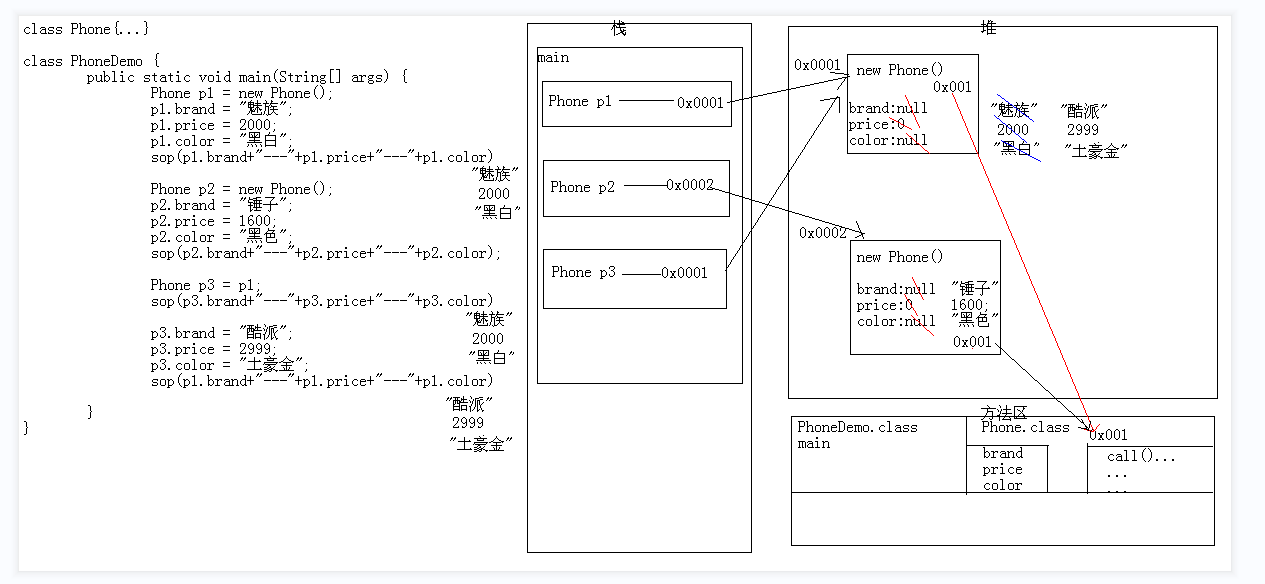 class Phone{...}
class PhoneDemo {
public static void main(String[] args) {
Phone p1 = new Phone();
p1.brand = "魅族";
p1.price = 2000;
p1.color = "黑白";
sop(p1.brand+"---"+p1.price+"---"+p1.color)
"魅族"
2000
"黑白"
Phone p2 = new Phone();
p2.brand = "锤子";
p2.price = 1600;
p2.color = "黑色";
sop(p2.brand+"---"+p2.price+"---"+p2.color);
Phone p3 = p1;
sop(p3.brand+"---"+p3.price+"---"+p3.color)
"魅族"
2000
"黑白"
p3.brand = "酷派";
p3.price = 2999;
p3.color = "土豪金";
sop(p1.brand+"---"+p1.price+"---"+p1.color)
"酷派"
2999
"土豪金"
}
}
栈
main
Phone p1 0x0001
Phone p2 0x0002
Phone p3 0x0001
堆
0x0001
new Phone()
0x001
brand:null "魅族" "酷派"
price:0 2000 2999
color:null "黑白" "土豪金"
0x0002
new Phone()
brand:null "锤子"
price:0 1600;
color:null "黑色"
0x001
方法区
PhoneDemo.class
main
Phone.class
brand
price
color
0x001
call()...
...
...